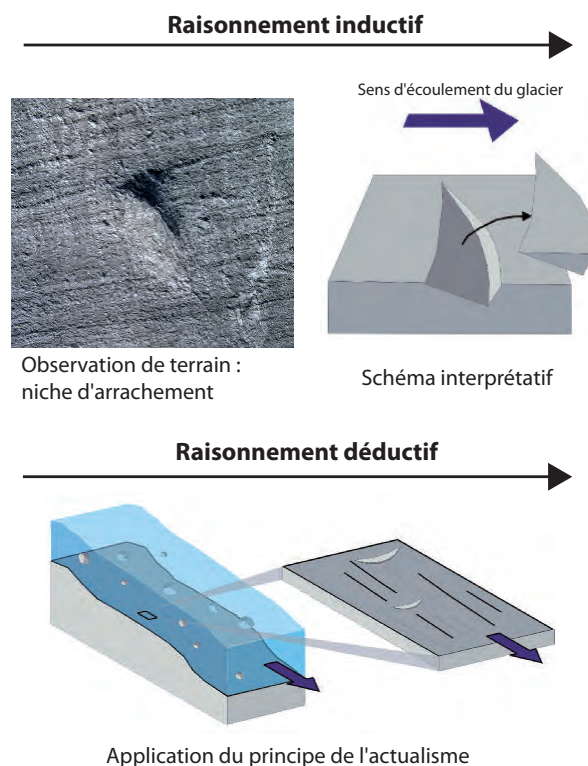 Raisonnement inductif
Sens d'écoulement du glacier
Observation de terrain :
niche d'arrachement
Schéma interprétatif
Raisonnement déductif
Application du principe de l'actualisme